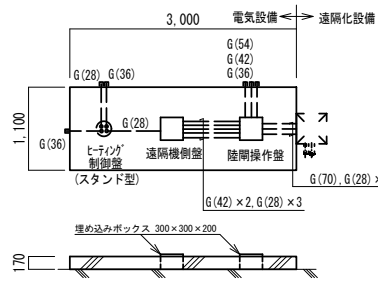 3,000
電気設備
遠隔化設備
G(54)
G(42)
G(36)
G(28)
G(36)
1,100
G(28)
G(36)
ﾋｰﾃｨﾝｸﾞ
制御盤
(スタンド型)
遠隔機側盤
陸閘操作盤
G(70), G(28) ×
G(42) × 2, G(28) × 3
埋め込みボックス 300×300×200
170